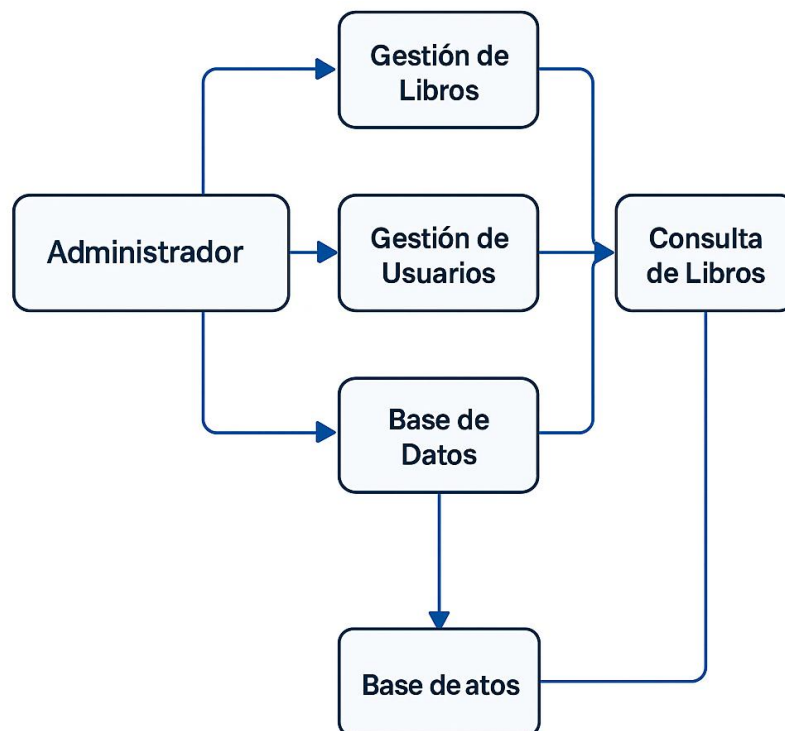 Gestión de
Libros
Administrador
Gestión de
Usuarios
Consulta
de Libros
Base de
Datos
Base de atos